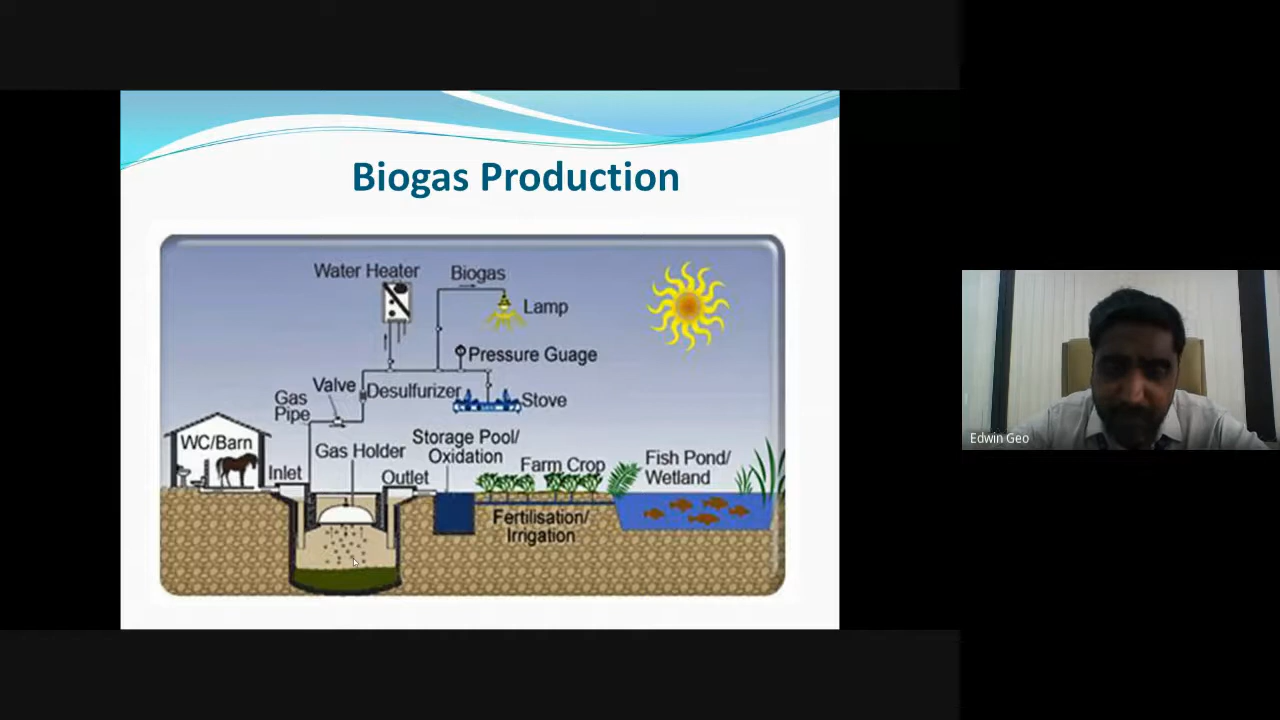 Biogas Production
Water Heater
Biogas
Lamp
Pressure Guage
Valve
Desulfurizer
Stove
Gas
Pipe
WC/Barn
Gas Holder
Storage Pool/
Oxidation
Inlet
Outlet
Farm Crop
Fish Pond/
Wetland
Fertilisation/
Irrigation
Edwin Geo